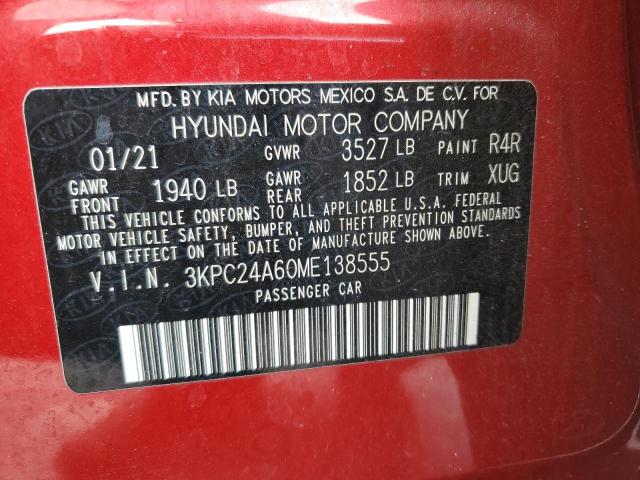 MFD. BY KIA MOTORS MEXICO S.A. DE C.V. FOR
HYUNDAI MOTOR COMPANY
01/21 GVWR 3527 LB PAINT R4R
GAWR FRONT 1940 LB GAWR REAR 1852 LB TRIM XUG
THIS VEHICLE CONFORMS TO ALL APPLICABLE U.S.A. FEDERAL
MOTOR VEHICLE SAFETY, BUMPER, AND THEFT PREVENTION STANDARDS
IN EFFECT ON THE DATE OF MANUFACTURE SHOWN ABOVE.
V.I.N. 3KPC24A60ME138555
PASSENGER CAR